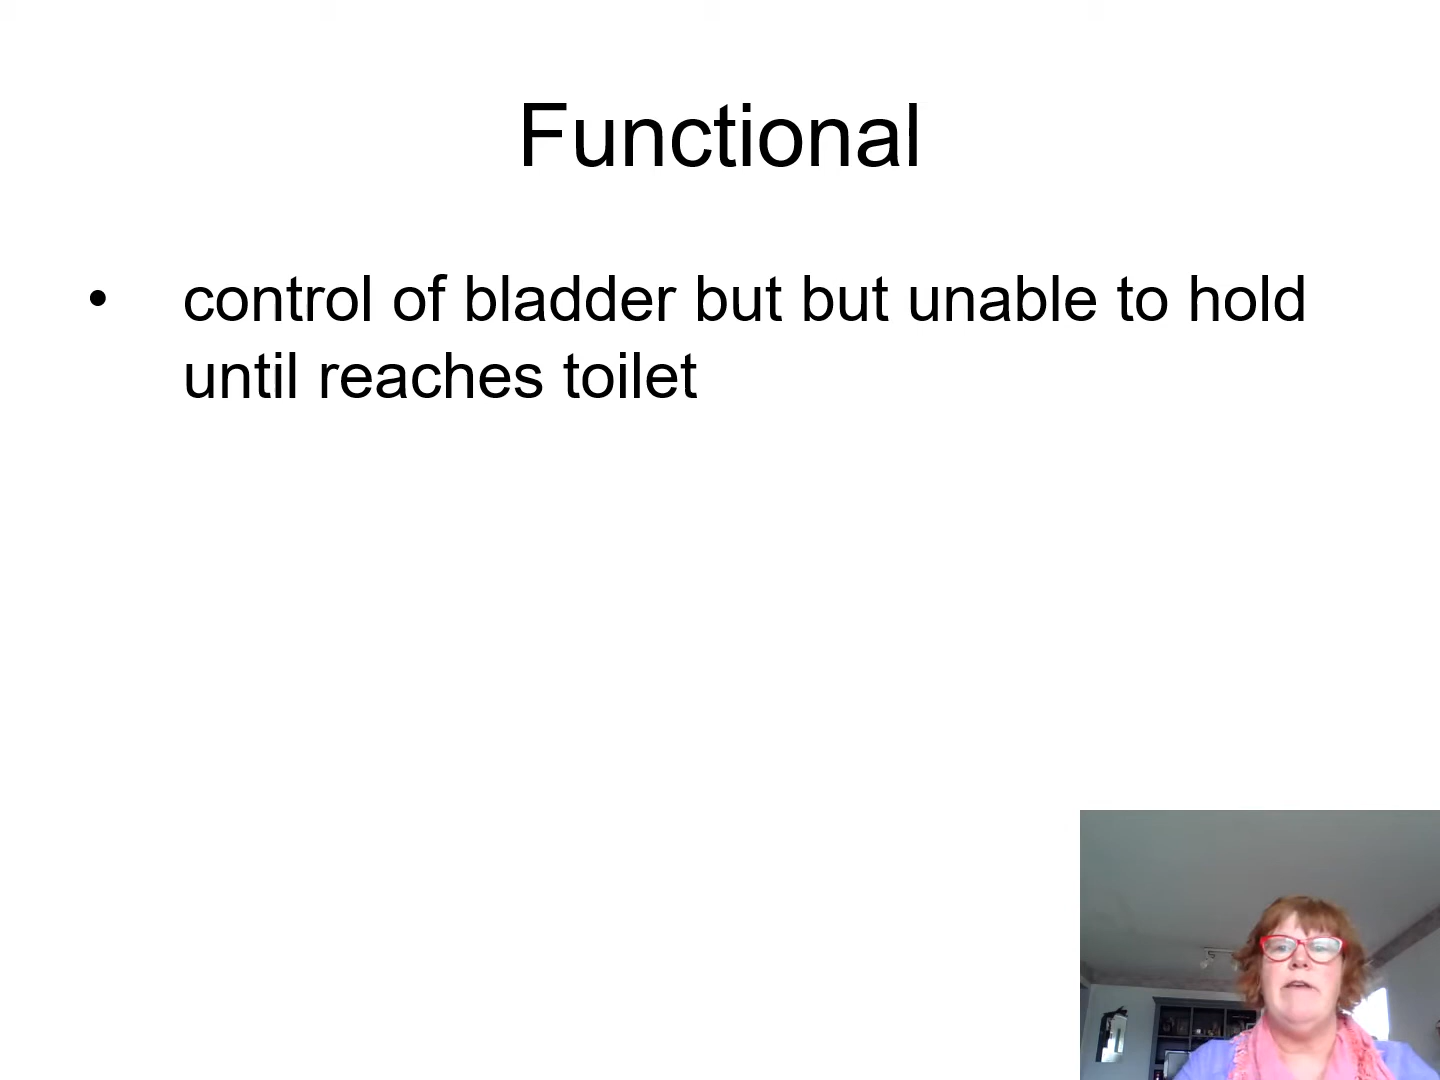 Functional
• control of bladder but but unable to hold
until reaches toilet